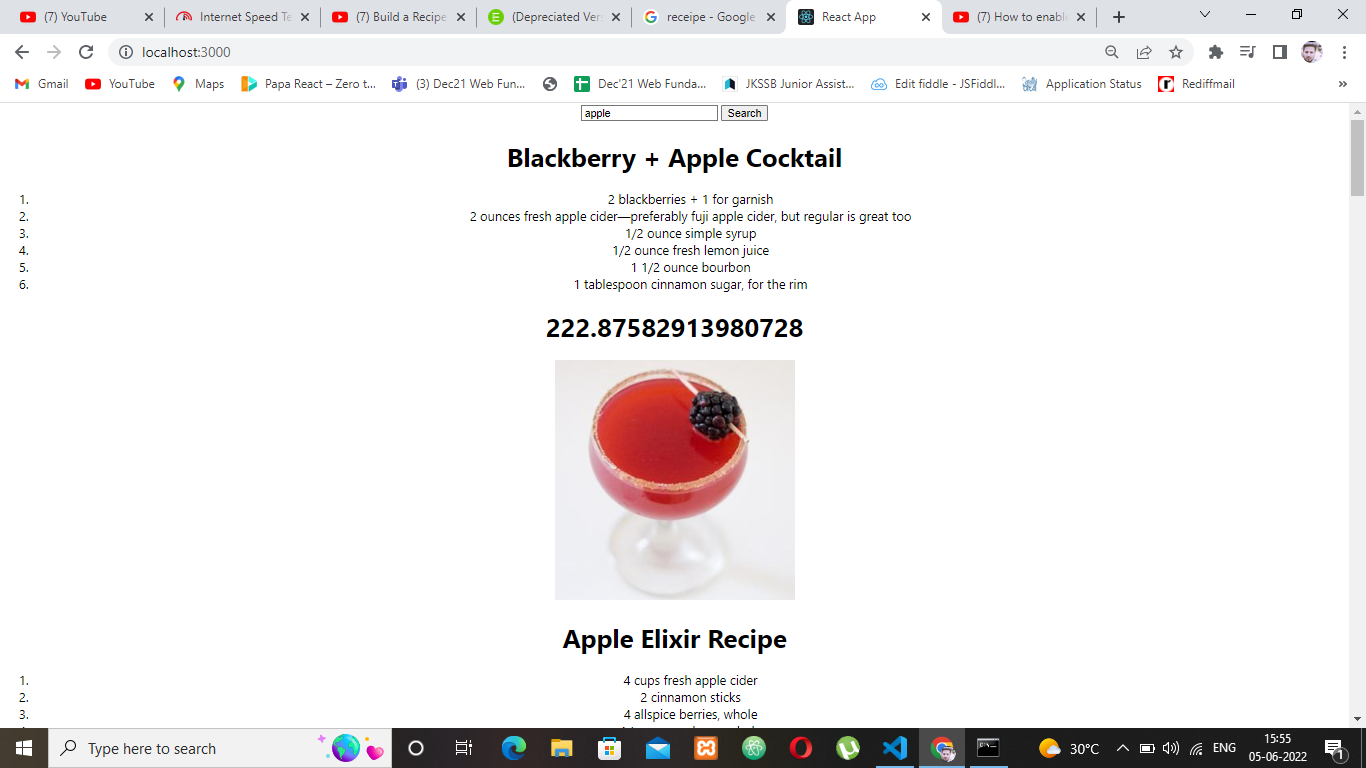 (7) YouTube
Internet Speed Te
(7) Build a Recipe
(Depreciated Vers
receipe - Google
React App
(7) How to enable
localhost:3000
Gmail
YouTube
Maps
Papa React – Zero t...
(3) Dec21 Web Fun...
Dec'21 Web Funda...
JKSSB Junior Assist...
Edit fiddle - JSFiddl...
Application Status
r
Rediffmail
»
apple
Search
Blackberry + Apple Cocktail
1. 2 blackberries + 1 for garnish
2. 2 ounces fresh apple cider—preferably fuji apple cider, but regular is great too
3. 1/2 ounce simple syrup
4. 1/2 ounce fresh lemon juice
5. 1 1/2 ounce bourbon
6. 1 tablespoon cinnamon sugar, for the rim
222.87582913980728
Apple Elixir Recipe
1. 4 cups fresh apple cider
2. 2 cinnamon sticks
3. 4 allspice berries, whole
Type here to search
30°C
ENG
15:55
05-06-2022
1